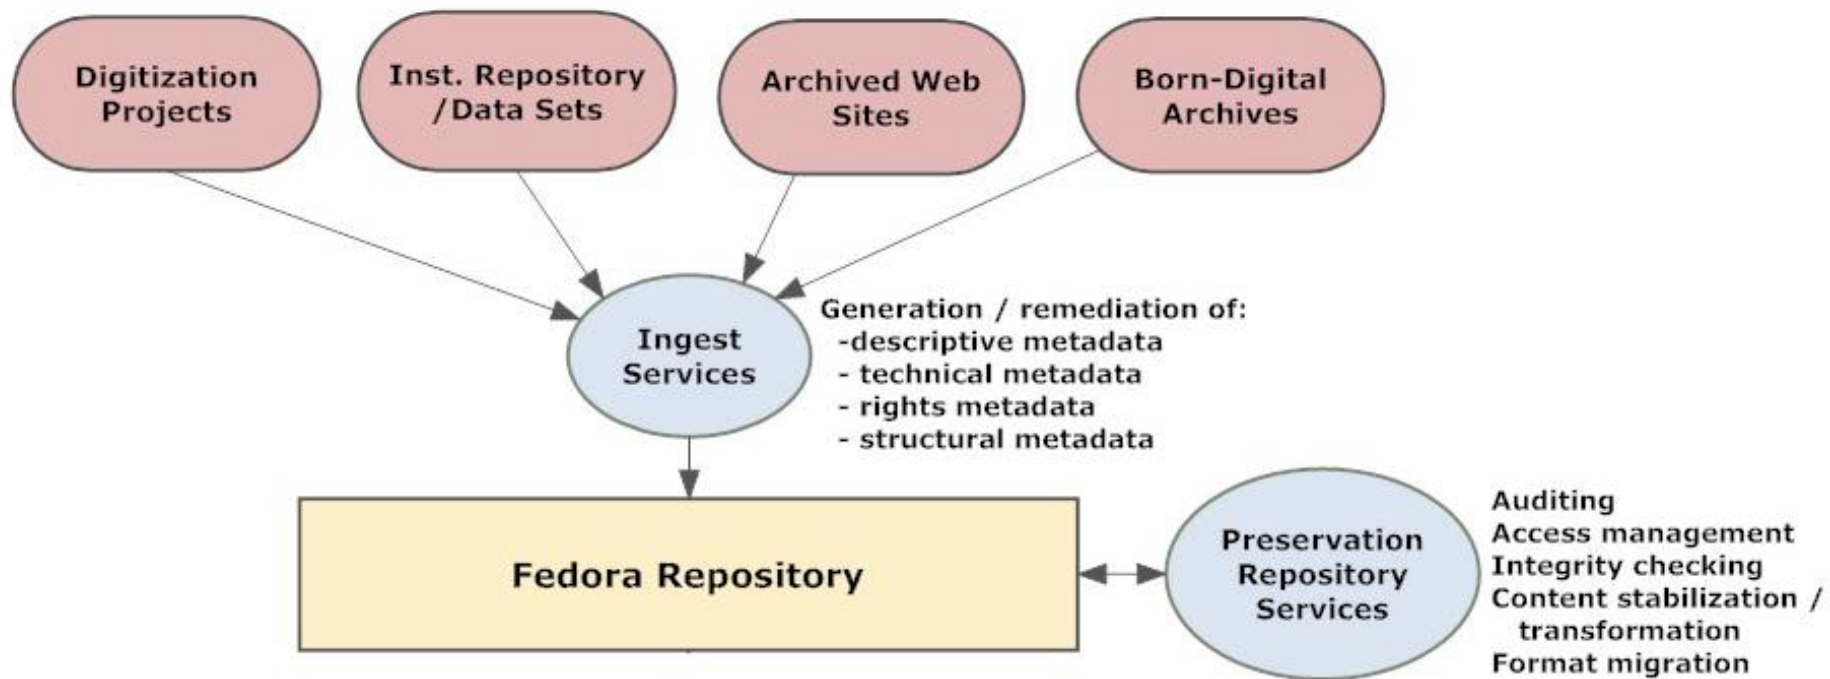 Digitization
Projects
Inst. Repository
/Data Sets
Archived Web
Sites
Born-Digital
Archives
Ingest
Services
Generation / remediation of:
-descriptive metadata
- technical metadata
- rights metadata
- structural metadata
Fedora Repository
Preservation
Repository
Services
Auditing
Access management
Integrity checking
Content stabilization /
transformation
Format migration